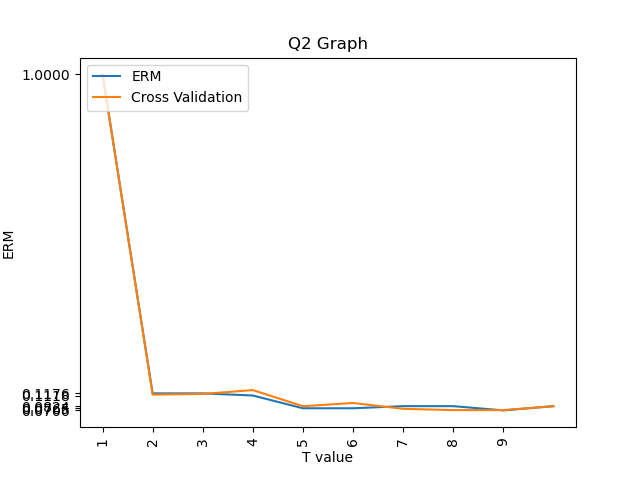 Q2 Graph
ERM
Cross Validation
1.0000
ERM
0.1176
1
2
3
4
5
6
7
8
9
T value